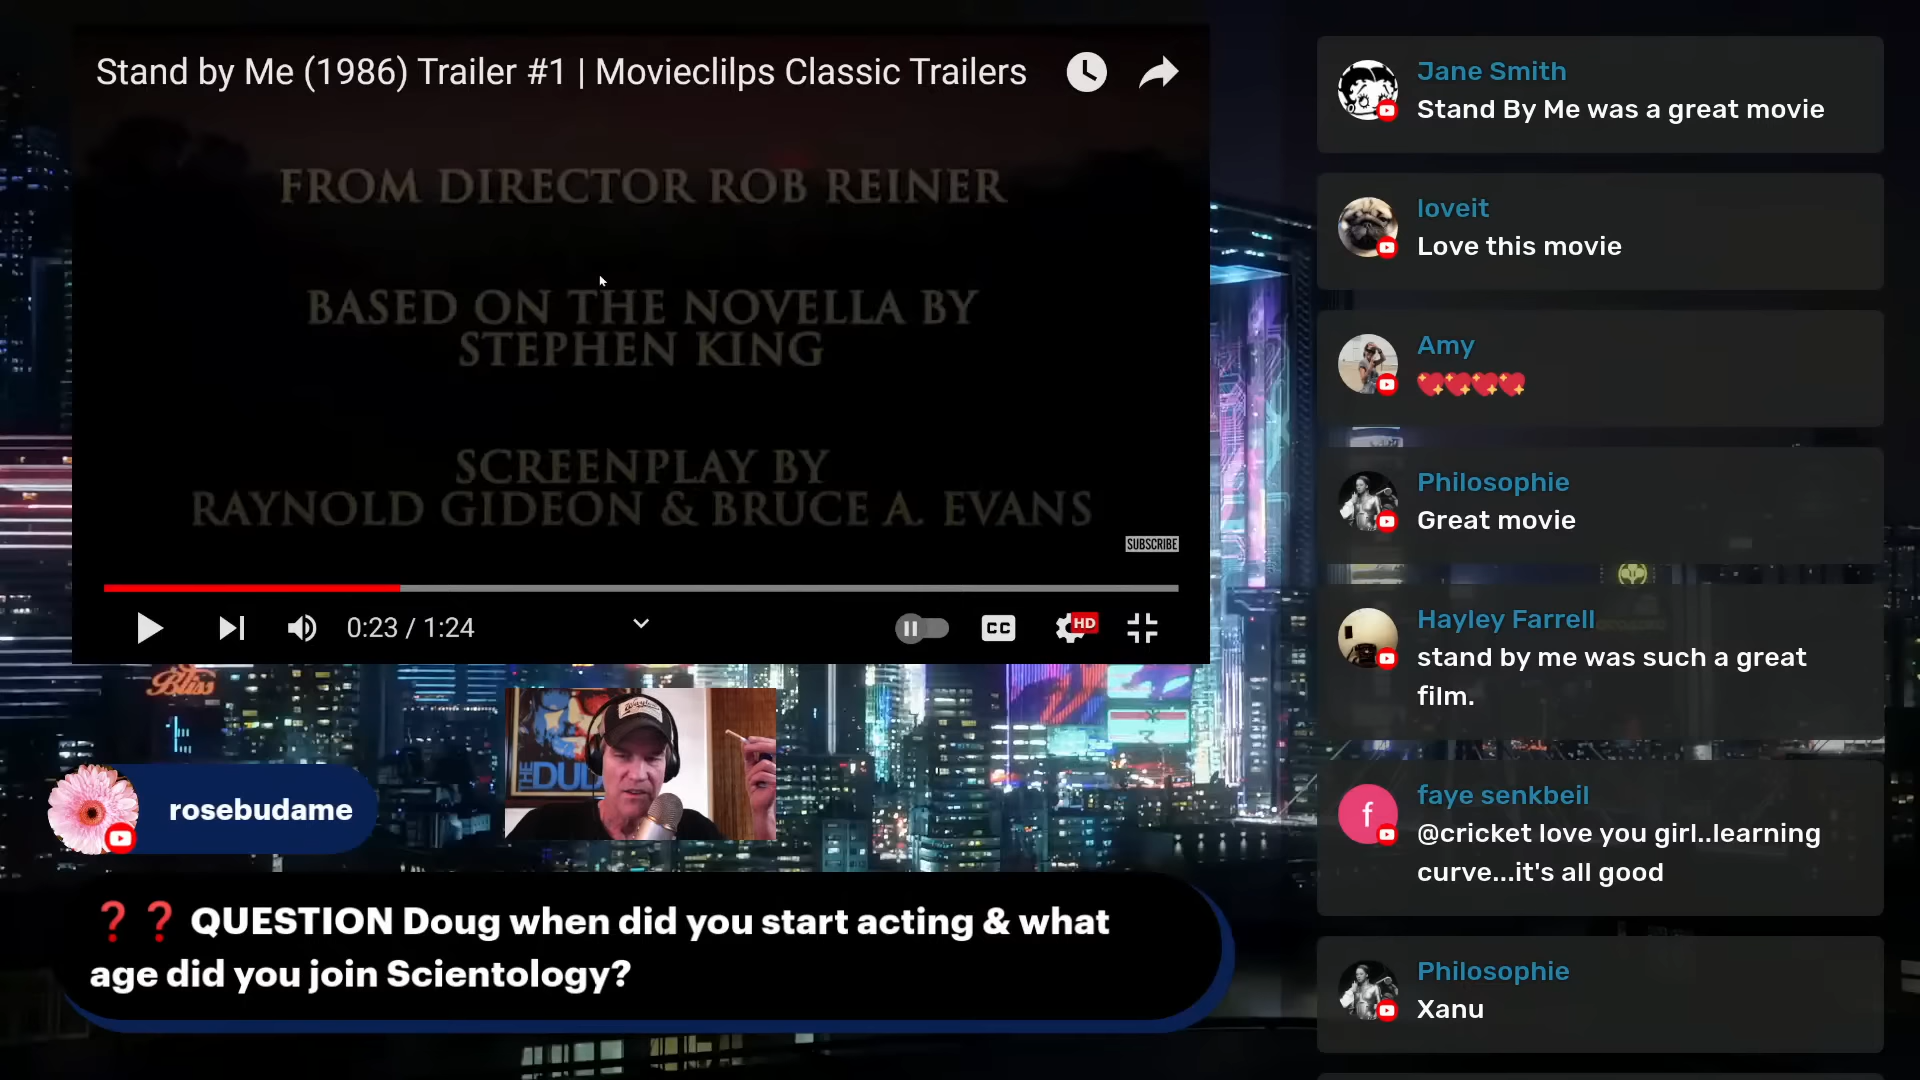 Stand by Me (1986) Trailer #1 | Movieclilps Classic Trailers
FROM DIRECTOR ROB REINER
BASED ON THE NOVELLA BY
STEPHEN KING
SCREENPLAY BY
RAYNOLD GIDEON & BRUCE A. EVANS
SUBSCRIBE
0:23 / 1:24
CC
HD
Bliss
THE DUD
rosebudame
❓❓ QUESTION Doug when did you start acting & what
age did you join Scientology?
Jane Smith
Stand By Me was a great movie
loveit
Love this movie
Amy
💖💖💖💖
Philosophie
Great movie
Hayley Farrell
stand by me was such a great
film.
f
faye senkbeil
@cricket love you girl..learning
curve...it's all good
Philosophie
Xanu